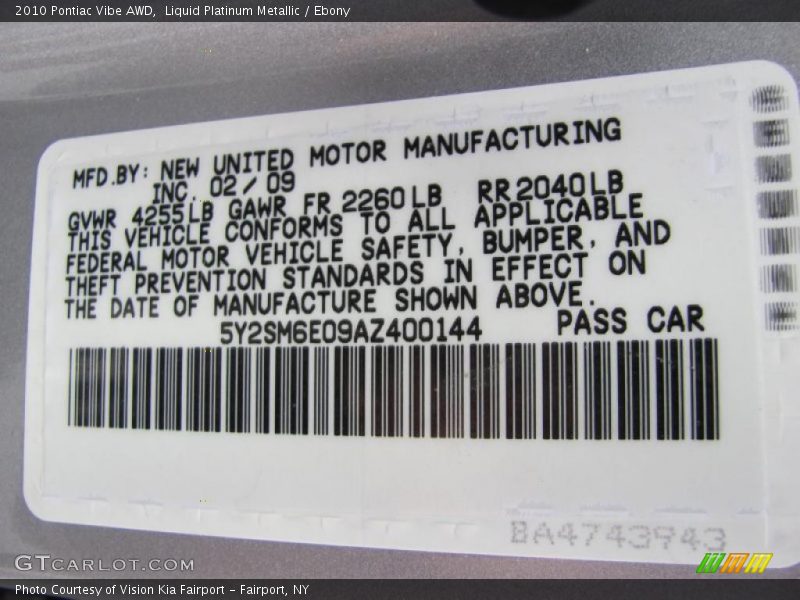 2010 Pontiac Vibe AWD,  Liquid Platinum Metallic / Ebony
MFD.BY: NEW UNITED MOTOR MANUFACTURING
INC. 02/09
GVWR 4255LB GAWR FR 2260LB RR2040LB
THIS VEHICLE CONFORMS TO ALL APPLICABLE
FEDERAL MOTOR VEHICLE SAFETY, BUMPER, AND
THEFT PREVENTION STANDARDS IN EFFECT ON
THE DATE OF MANUFACTURE SHOWN ABOVE.
5Y2SM6E09AZ400144 PASS CAR
BA4743943
GTCARLOT.COM
Photo Courtesy of Vision Kia Fairport - Fairport, NY